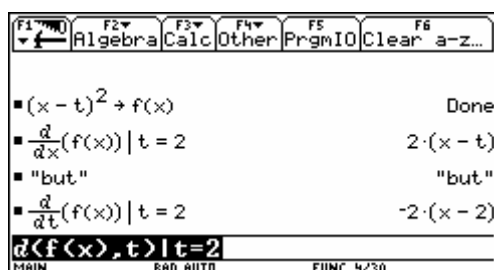 F1 F2 Algebra F3 Calc F4 Other F5 PrgmIO F6 Clear a-z…
▪(x - t)² → f(x) Done
▪d/dx(f(x)) | t = 2 2·(x - t)
▪"but" "but"
▪d/dt(f(x)) | t = 2 -2·(x - 2)
d(f(x),t)|t=2
MAIN RAD AUTO FUNC 4/30